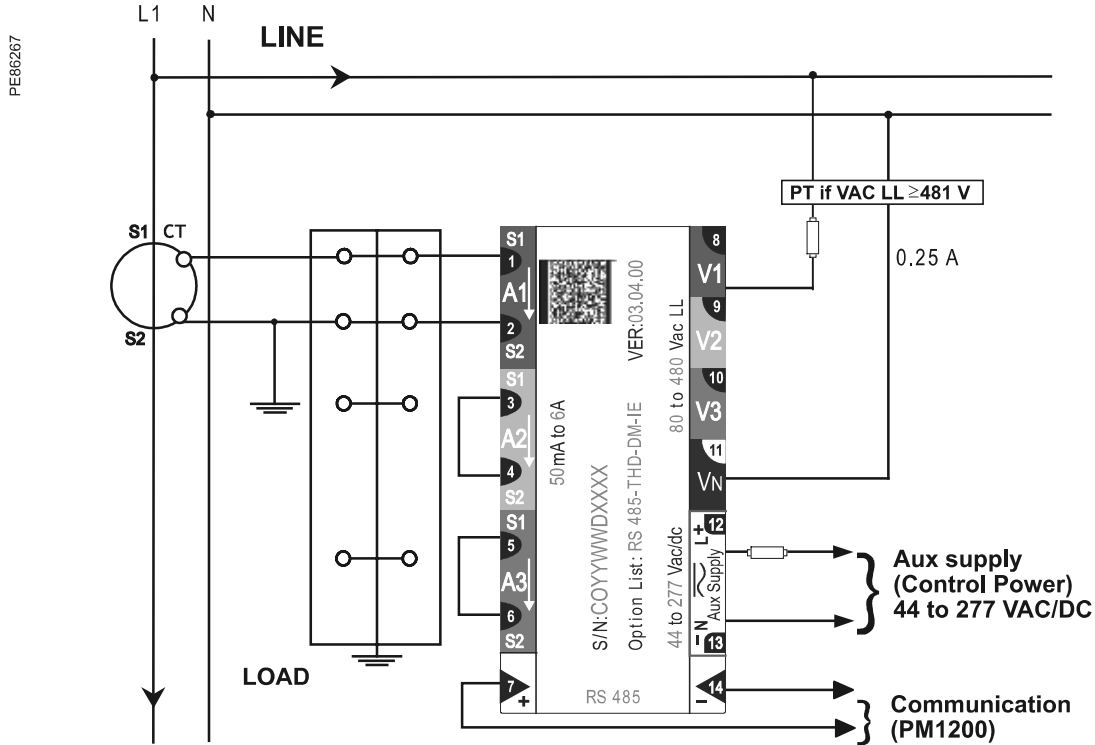 PE86267
L1 N
LINE
PT if VAC LL ≥481 V
0.25 A
S1 CT
S2
S1
1
A1
2
S2
S1
3
A2
4
S2
S1
5
A3
6
S2
7
+
50mA to 6A
S/N:COYYWWDXXXX
Option List: RS 485-THD-DM-IE
VER:03.04.00
80 to 480 Vac LL
44 to 277 Vac/dc
RS 485
8
V1
9
V2
10
V3
11
VN
12
L+
Aux Supply
– N
13
14
–
Aux supply
(Control Power)
44 to 277 VAC/DC
LOAD
Communication
(PM1200)